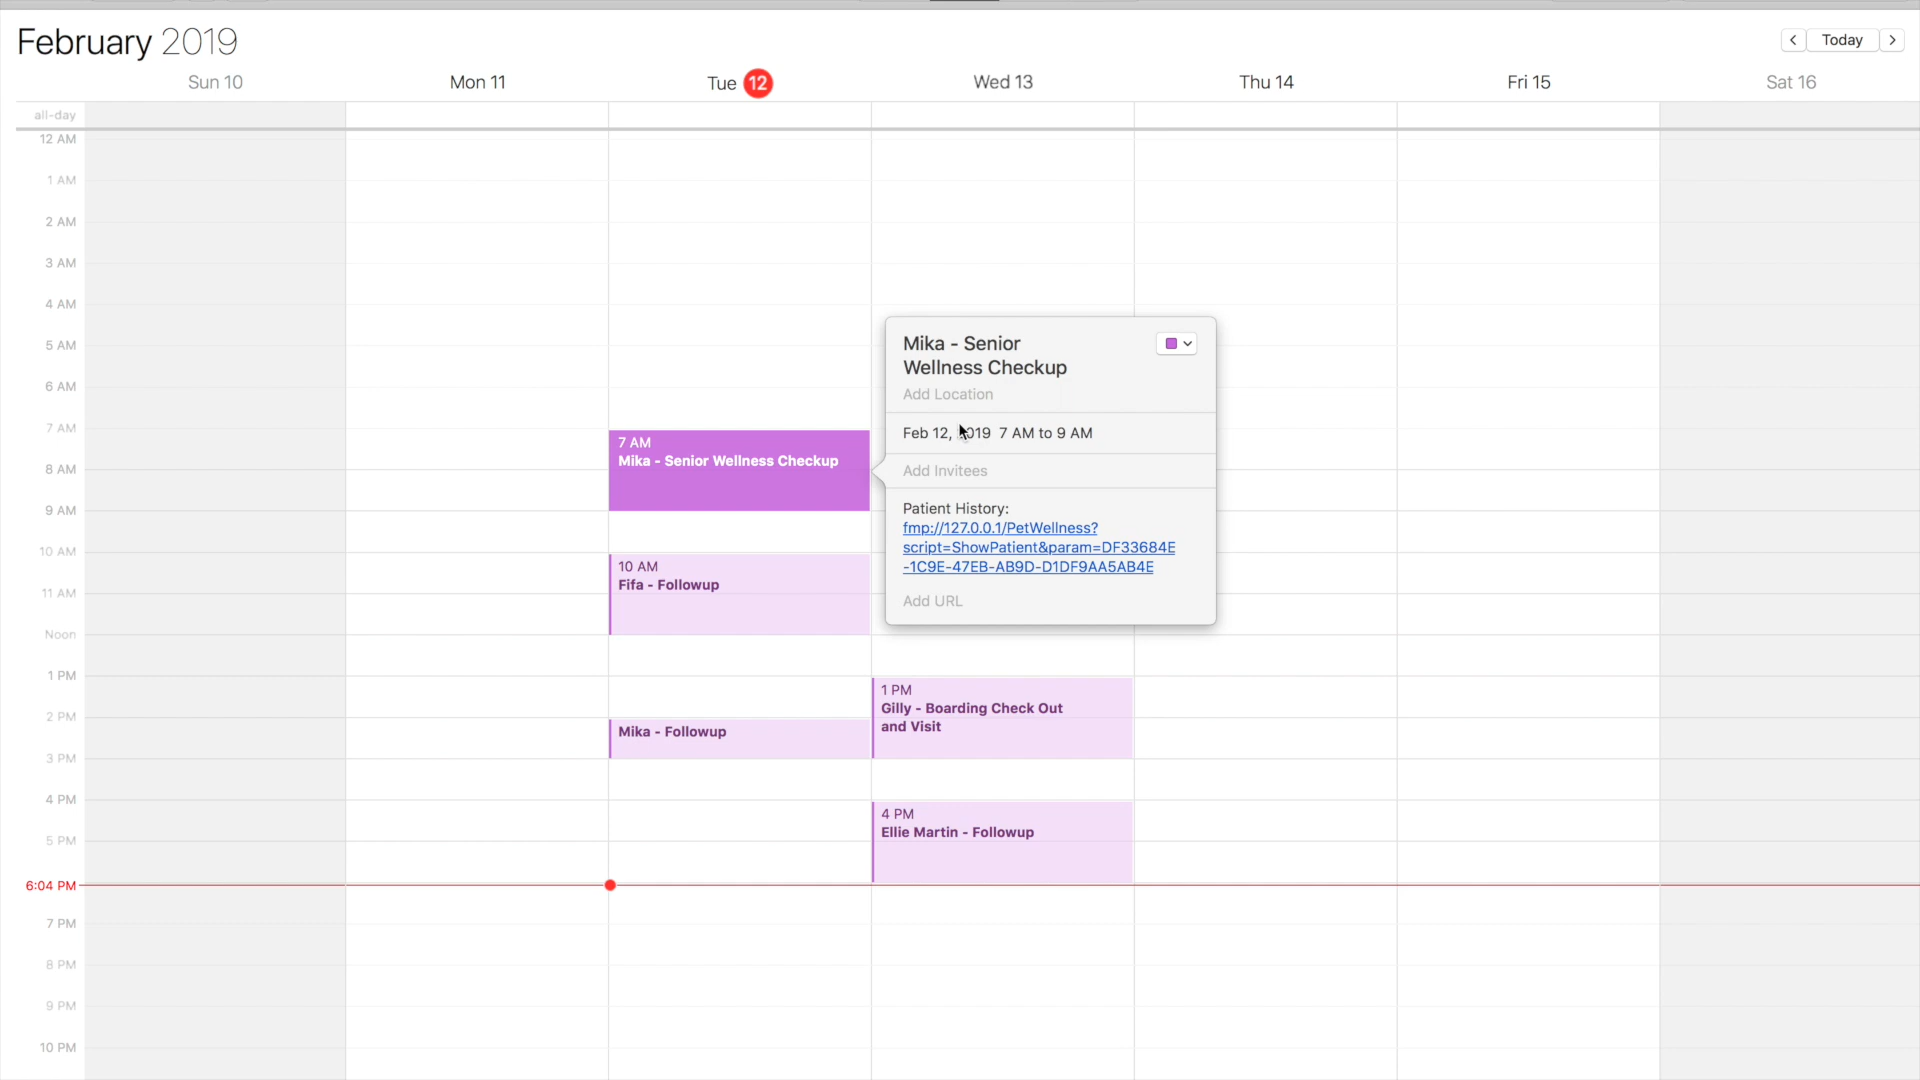 February 2019
Today
Sun 10
Mon 11
Tue 12
Wed 13
Thu 14
Fri 15
Sat 16
all-day
12 AM
1 AM
2 AM
3 AM
4 AM
5 AM
6 AM
7 AM
8 AM
9 AM
10 AM
11 AM
Noon
1 PM
2 PM
3 PM
4 PM
5 PM
6:04 PM
7 PM
8 PM
9 PM
10 PM
7 AM
Mika - Senior Wellness Checkup
10 AM
Fifa - Followup
Mika - Followup
1 PM
Gilly - Boarding Check Out
and Visit
4 PM
Ellie Martin - Followup
Mika - Senior
Wellness Checkup
Add Location
Feb 12, 2019 7 AM to 9 AM
Add Invitees
Patient History:
fmp://127.0.0.1/PetWellness?
script=ShowPatient&param=DF33684E
-1C9E-47EB-AB9D-D1DF9AA5AB4E
Add URL